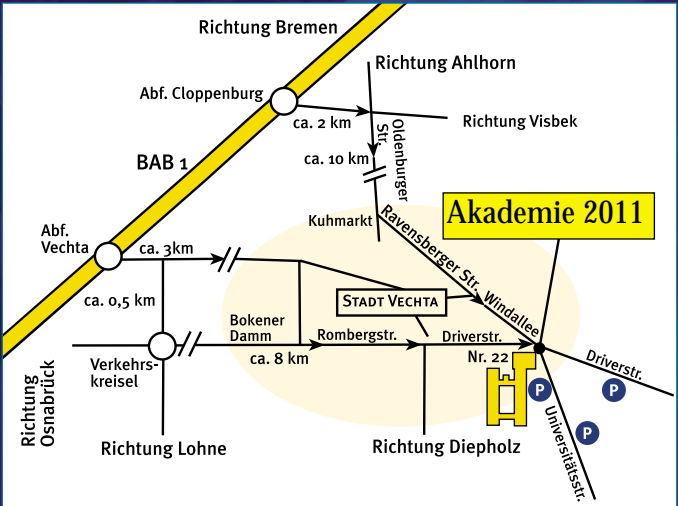 Richtung Bremen
Richtung Ahlhorn
Abf. Cloppenburg
ca. 2 km
Richtung Visbek
Oldenburger
Str.
BAB 1
ca. 10 km
Kuhmarkt
Akademie 2011
Ravensberger Str.
Windallee
Abf.
Vechta
ca. 3km
ca. 0,5 km
STADT VECHTA
Bokener
Damm
Rombergstr.
Driverstr.
ca. 8 km
Nr. 22
Driverstr.
Verkehrs-
kreisel
P
P
P
Universitätsstr.
Richtung
Osnabrück
Richtung Lohne
Richtung Diepholz